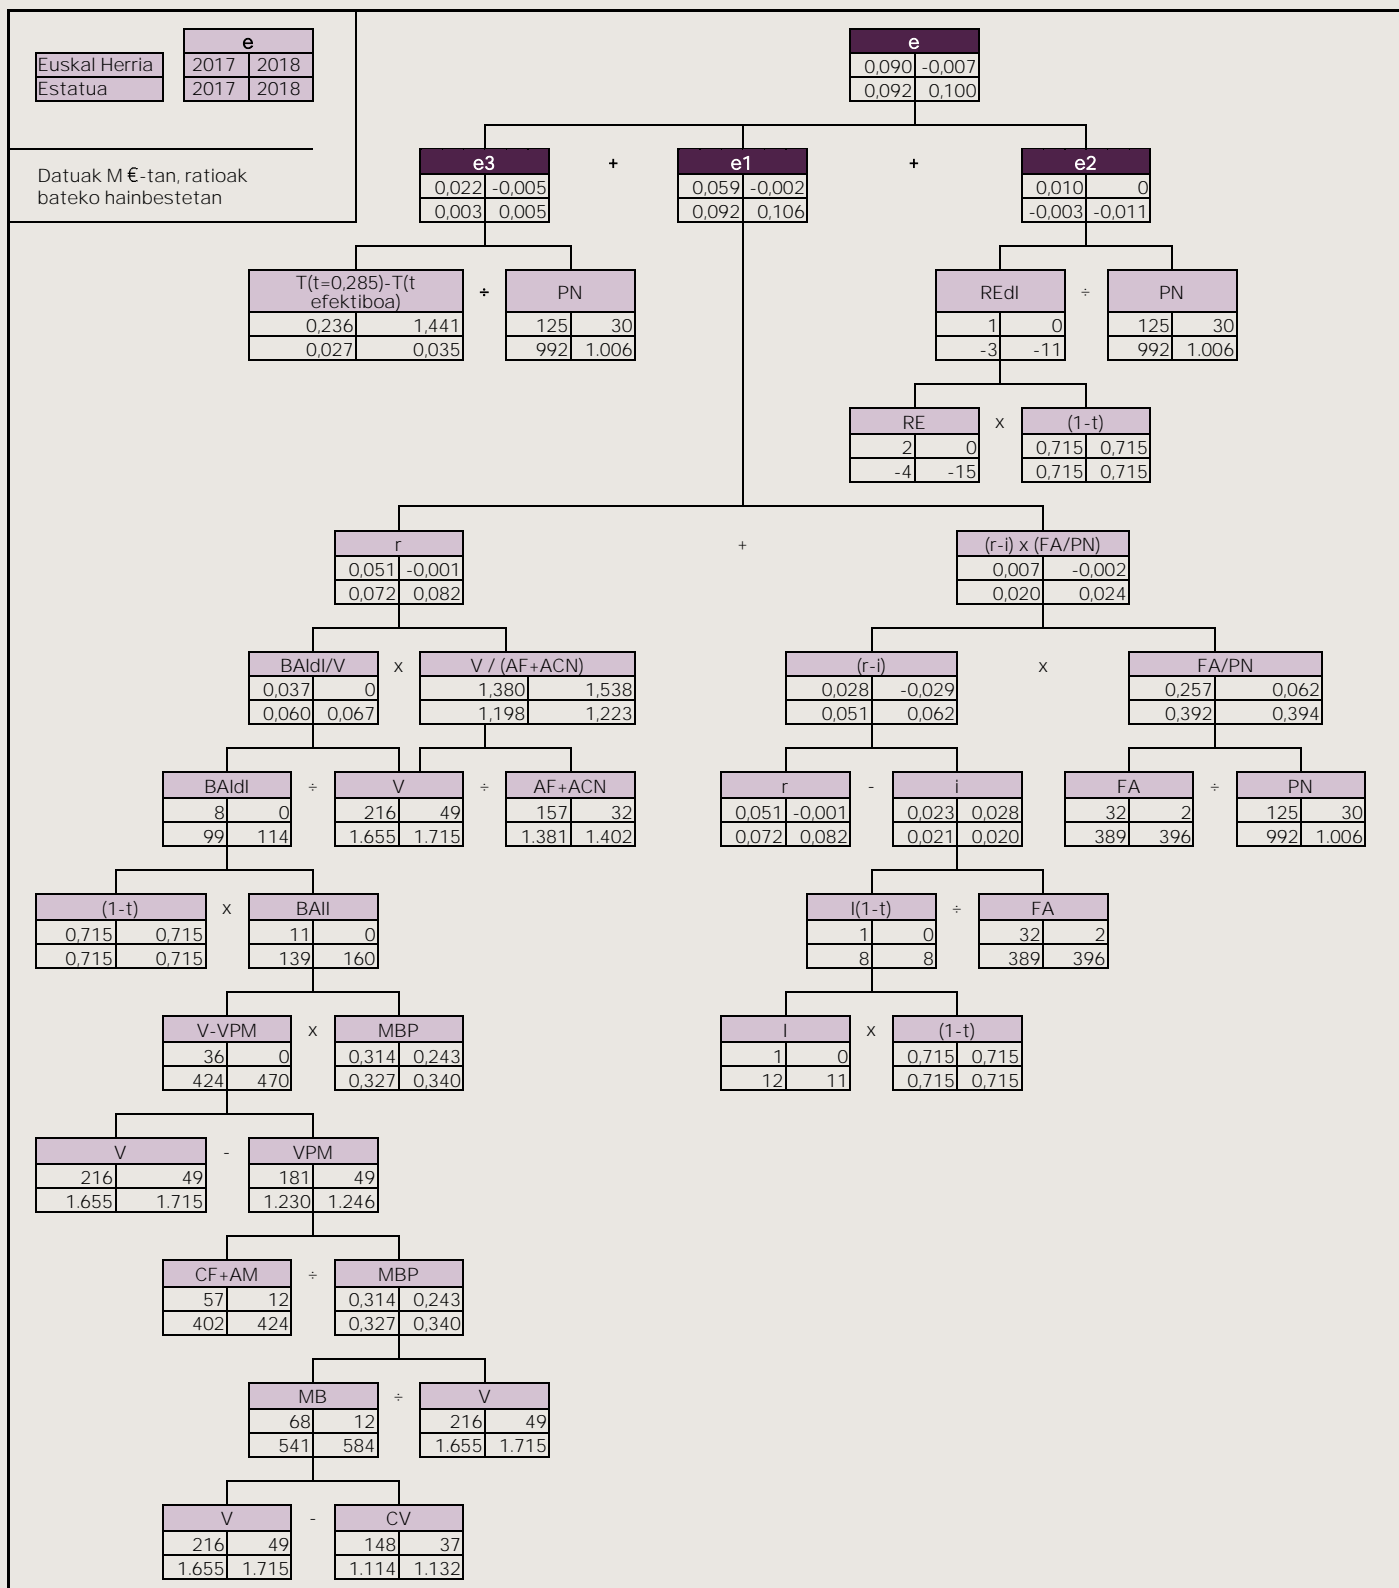 e
Euskal Herria 2017 2018
Estatua 2017 2018
Datuak M €-tan, ratioak
bateko hainbestetan
e
0,090 -0,007
0,092 0,100
e3 + e1 + e2
0,022 -0,005 0,059 -0,002 0,010 0
0,003 0,005 0,092 0,106 -0,003 -0,011
T(t=0,285)-T(t
efektiboa) ÷ PN REdI ÷ PN
0,236 1,441 125 30 1 0 125 30
0,027 0,035 992 1.006 -3 -11 992 1.006
RE x (1-t)
2 0 0,715 0,715
-4 -15 0,715 0,715
r + (r-i) x (FA/PN)
0,051 -0,001 0,007 -0,002
0,072 0,082 0,020 0,024
BAIdI/V x V / (AF+ACN) (r-i) x FA/PN
0,037 0 1,380 1,538 0,028 -0,029 0,257 0,062
0,060 0,067 1,198 1,223 0,051 0,062 0,392 0,394
BAIdI ÷ V ÷ AF+ACN r - i FA ÷ PN
8 0 216 49 157 32 0,051 -0,001 0,023 0,028 32 2 125 30
99 114 1.655 1.715 1.381 1.402 0,072 0,082 0,021 0,020 389 396 992 1.006
(1-t) x BAII I(1-t) ÷ FA
0,715 0,715 11 0 1 0 32 2
0,715 0,715 139 160 8 8 389 396
V-VPM x MBP I x (1-t)
36 0 0,314 0,243 1 0 0,715 0,715
424 470 0,327 0,340 12 11 0,715 0,715
V - VPM
216 49 181 49
1.655 1.715 1.230 1.246
CF+AM ÷ MBP
57 12 0,314 0,243
402 424 0,327 0,340
MB ÷ V
68 12 216 49
541 584 1.655 1.715
V - CV
216 49 148 37
1.655 1.715 1.114 1.132